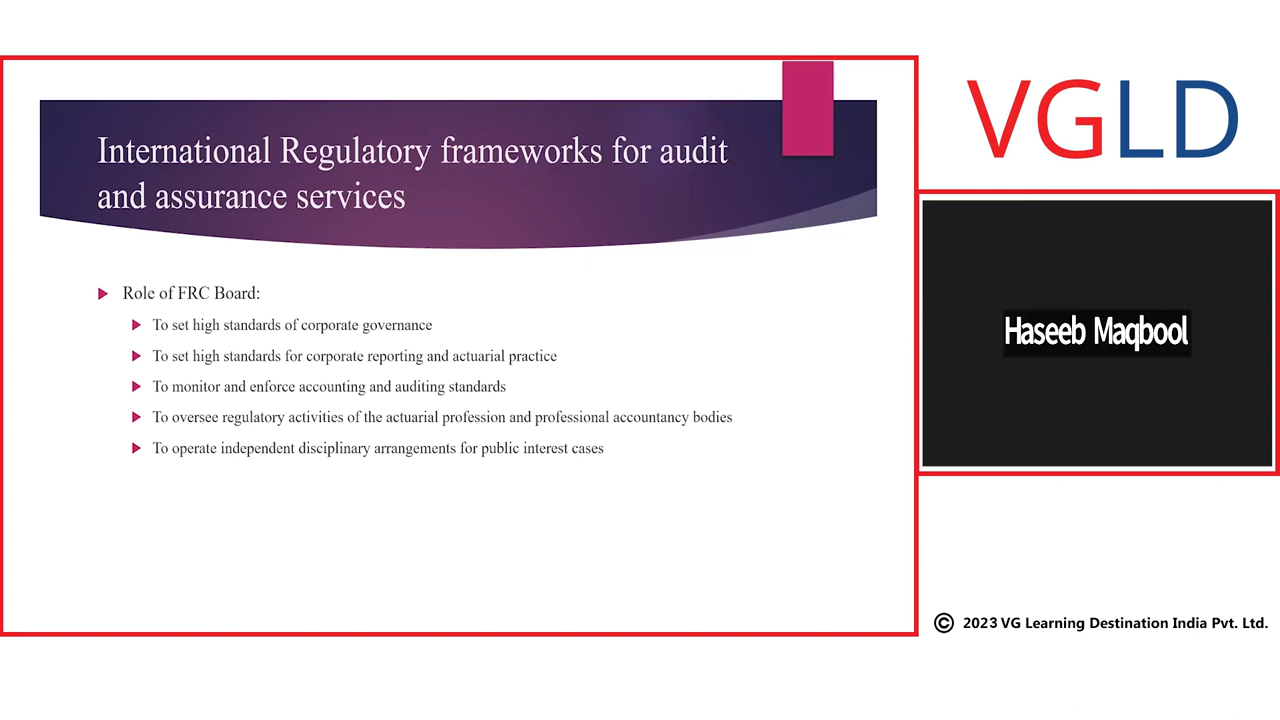 International Regulatory frameworks for audit
and assurance services
Role of FRC Board:
To set high standards of corporate governance
To set high standards for corporate reporting and actuarial practice
To monitor and enforce accounting and auditing standards
To oversee regulatory activities of the actuarial profession and professional accountancy bodies
To operate independent disciplinary arrangements for public interest cases
VGLD
Haseeb Maqbool
© 2023 VG Learning Destination India Pvt. Ltd.